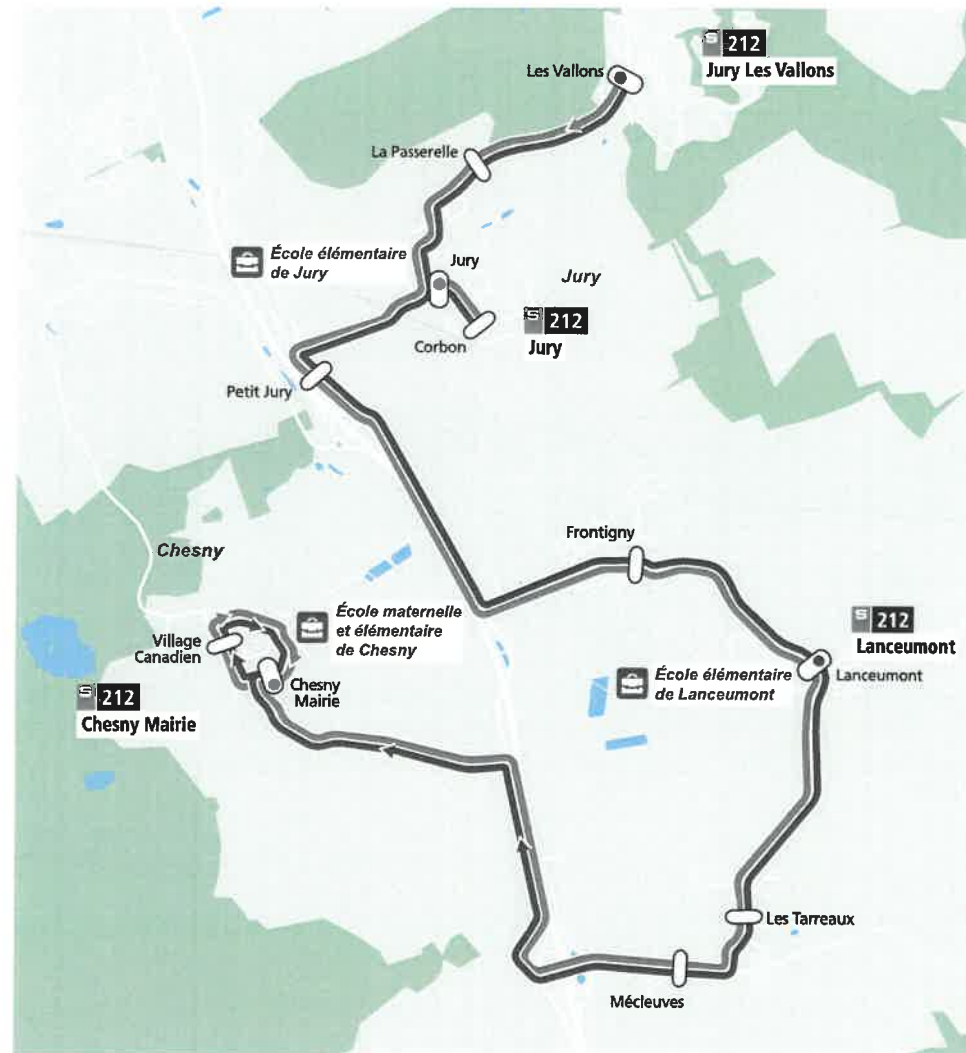 S 212
Jury Les Vallons
Les Vallons
La Passerelle
École élémentaire
de Jury
Jury
Jury
S 212
Jury
Corbon
Petit Jury
Frontigny
Chesny
École maternelle
et élémentaire
de Chesny
Village
Canadien
S 212
Lanceumont
Lanceumont
École élémentaire
de Lanceumont
Chesny
Mairie
S 212
Chesny Mairie
Les Tarreaux
Mécleuves